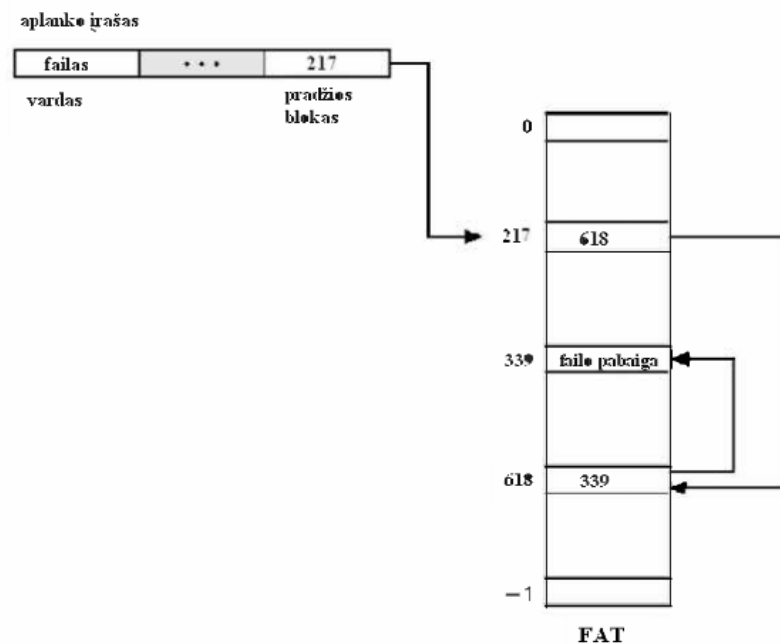 aplanko įrašas
failas ... 217
vardas
pradžios
blokas
0
217 618
339 failo pabaiga
618 339
–1
FAT